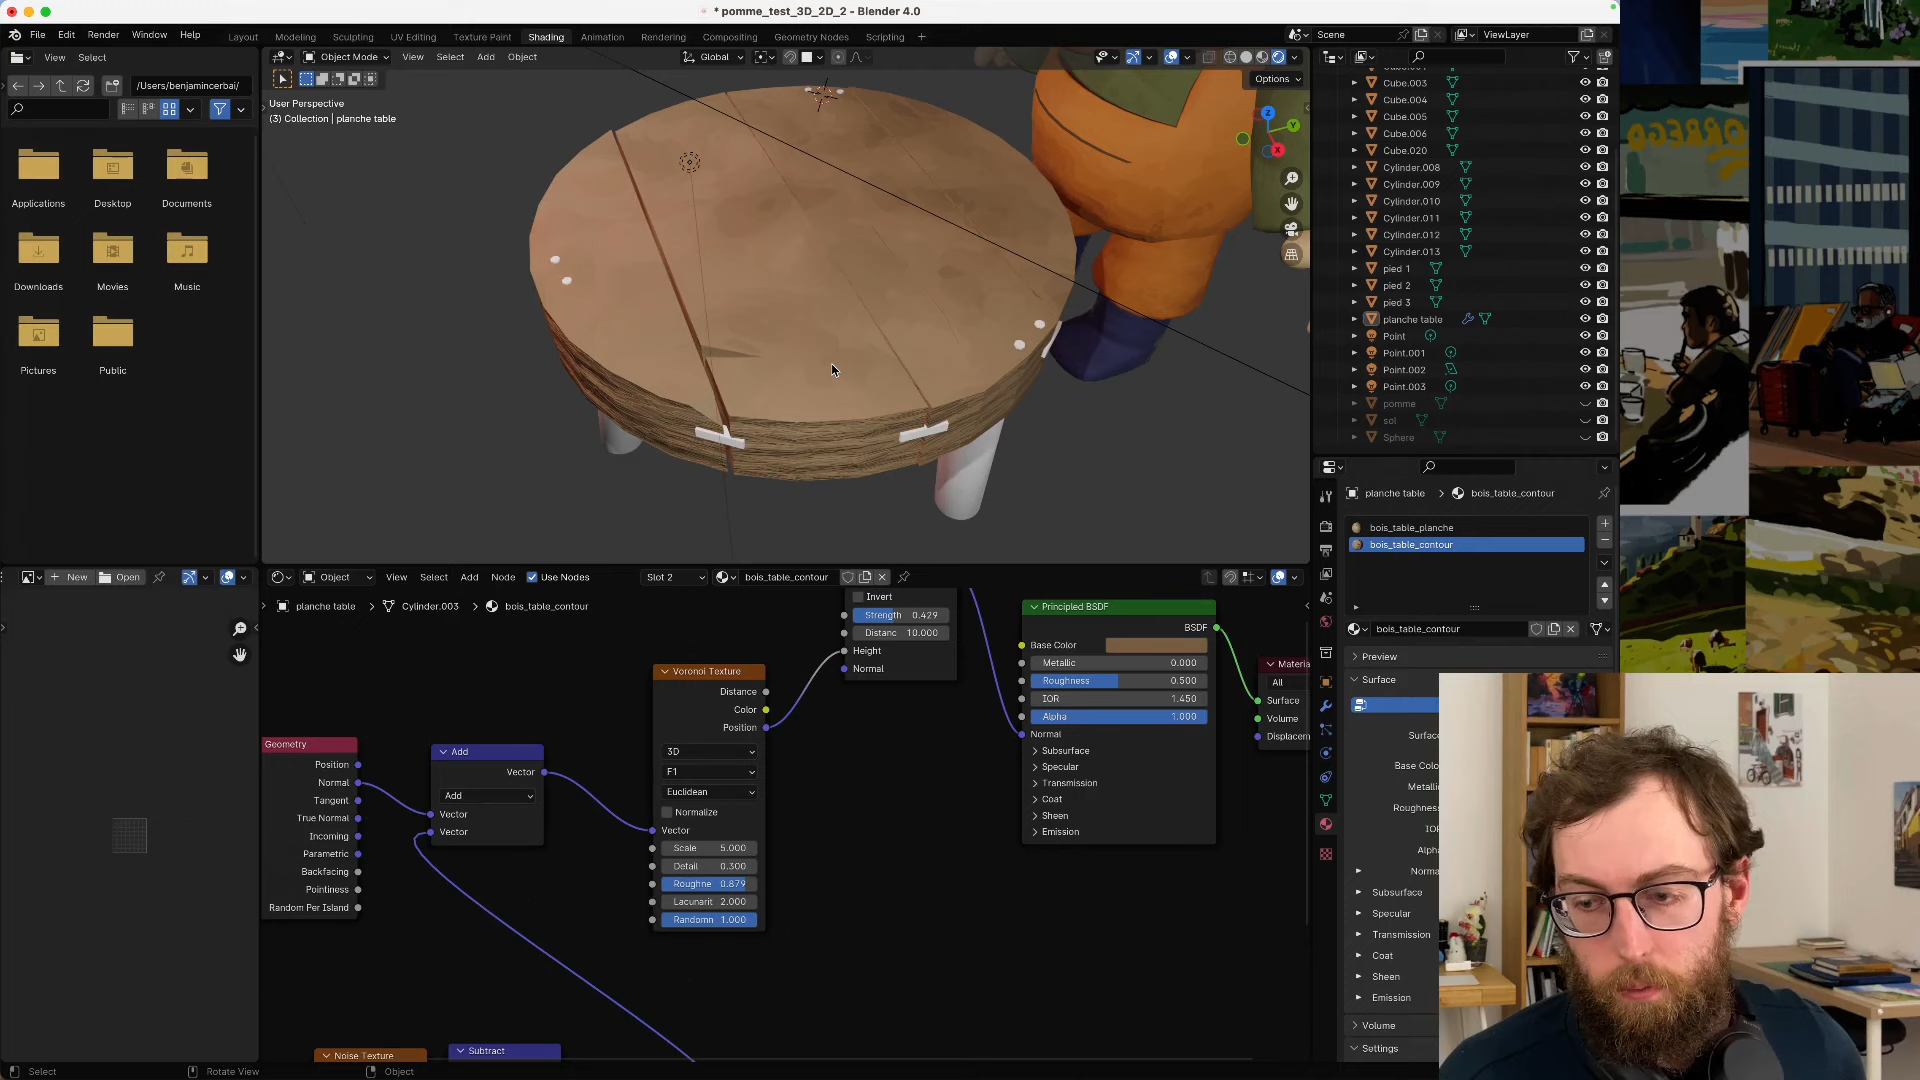 * pomme_test_3D_2D_2 - Blender 4.0
File Edit Render Window Help Layout Modeling Sculpting UV Editing Texture Paint Shading Animation Rendering Compositing Geometry Nodes Scripting + Scene ViewLayer
View Select
/Users/benjamincerbai/
Applications Desktop Documents
Downloads Movies Music
Pictures Public
Object Mode View Select Add Object Global
Options
User Perspective
(3) Collection | planche table
Cube.003
Cube.004
Cube.005
Cube.006
Cube.020
Cylinder.008
Cylinder.009
Cylinder.010
Cylinder.011
Cylinder.012
Cylinder.013
pied 1
pied 2
pied 3
planche table
Point
Point.001
Point.002
Point.003
pomme
sol
Sphere
planche table > bois_table_contour
bois_table_planche
bois_table_contour
bois_table_contour
Preview
Surface
Base Color
Alpha
Subsurface
Specular
Transmission
Coat
Sheen
Emission
Volume
Settings
New Open
Object View Select Add Node Use Nodes Slot 2 bois_table_contour
planche table > Cylinder.003 > bois_table_contour
Geometry
Position
Normal
Tangent
True Normal
Incoming
Parametric
Backfacing
Pointiness
Random Per Island
Add
Vector
Add
Vector
Vector
Voronoi Texture
Distance
Color
Position
3D
F1
Euclidean
Normalize
Vector
Scale 5.000
Detail 0.300
Roughne 0.879
Lacunarit 2.000
Randomn 1.000
Invert
Strength 0.429
Distanc 10.000
Height
Normal
Principled BSDF
BSDF
Base Color
Metallic 0.000
Roughness 0.500
IOR 1.450
Alpha 1.000
Normal
Subsurface
Specular
Transmission
Coat
Sheen
Emission
Materia
All
Surface
Volume
Displacem
Noise Texture
Subtract
Select Rotate View Object